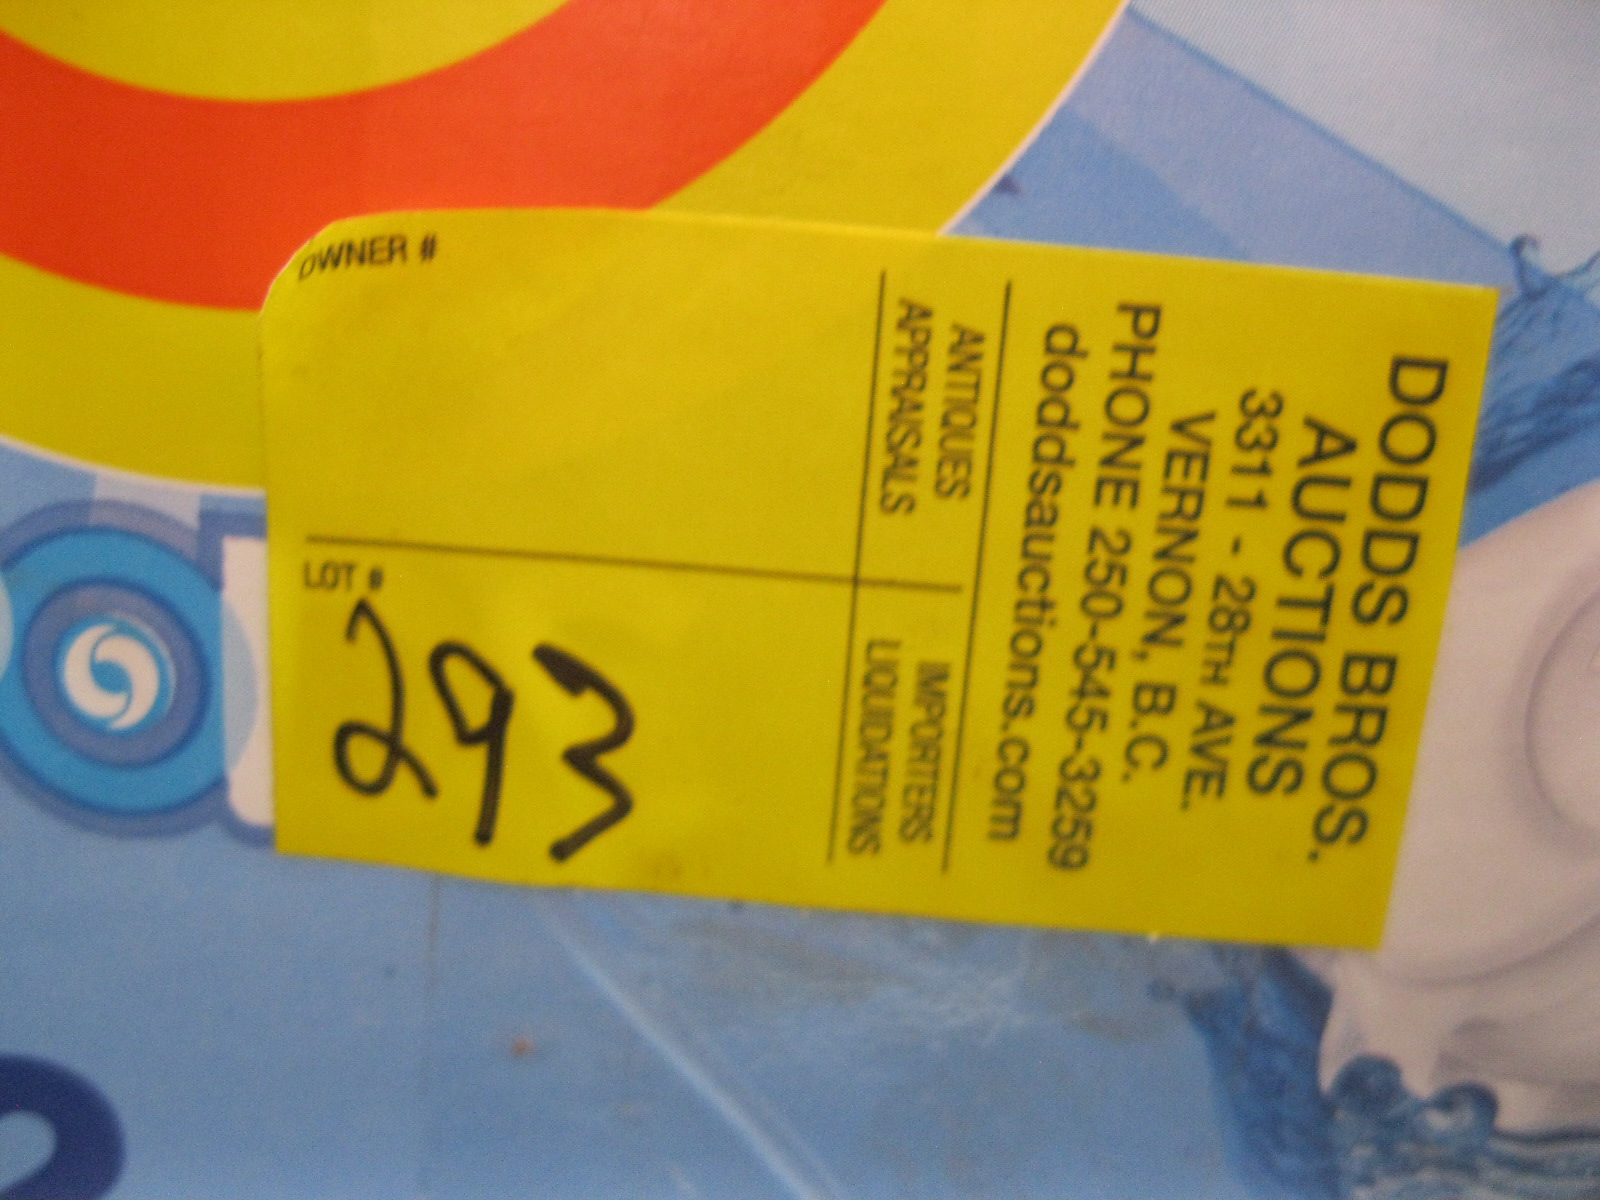 DODDS BROS.
AUCTIONS
3311 - 28TH AVE.
VERNON, B.C.
PHONE 250-545-3259
doddsauctions.com
ANTIQUES IMPORTERS
APPRAISALS LIQUIDATIONS
OWNER # LOT #
293